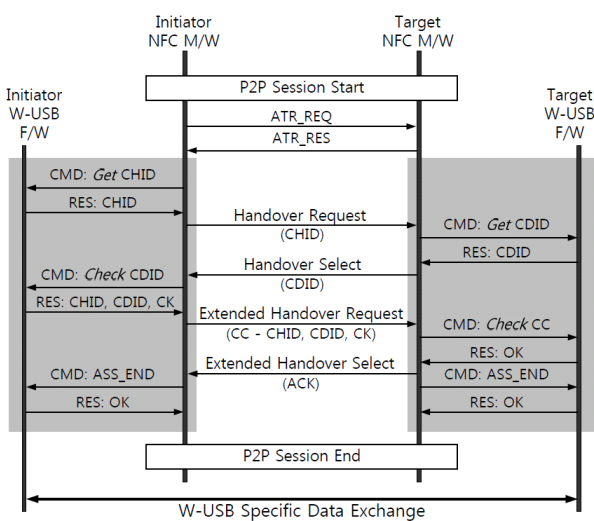 Initiator
NFC M/W
Target
NFC M/W
P2P Session Start
Initiator
W-USB
F/W
Target
W-USB
F/W
ATR_REQ
ATR_RES
CMD: Get CHID
RES: CHID
Handover Request
(CHID)
CMD: Get CDID
RES: CDID
Handover Select
(CDID)
CMD: Check CDID
RES: CHID, CDID, CK
Extended Handover Request
(CC - CHID, CDID, CK)
CMD: Check CC
RES: OK
Extended Handover Select
(ACK)
CMD: ASS_END
CMD: ASS_END
RES: OK
RES: OK
P2P Session End
W-USB Specific Data Exchange